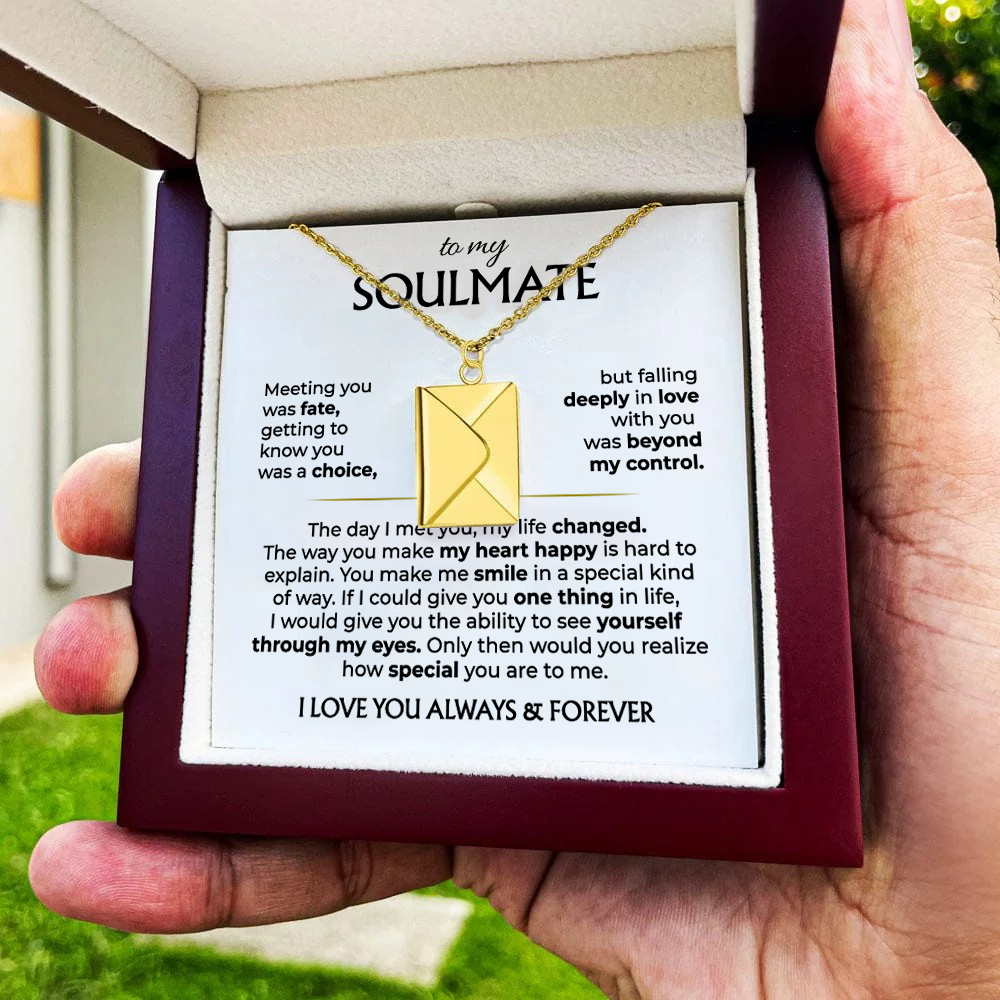 to my
SOULMATE
Meeting you
was fate,
getting to
know you
was a choice,
but falling
deeply in love
with you
was beyond
my control.
The day I met you, my life changed.
The way you make my heart happy is hard to
explain. You make me smile in a special kind
of way. If I could give you one thing in life,
I would give you the ability to see yourself
through my eyes. Only then would you realize
how special you are to me.
I LOVE YOU ALWAYS & FOREVER